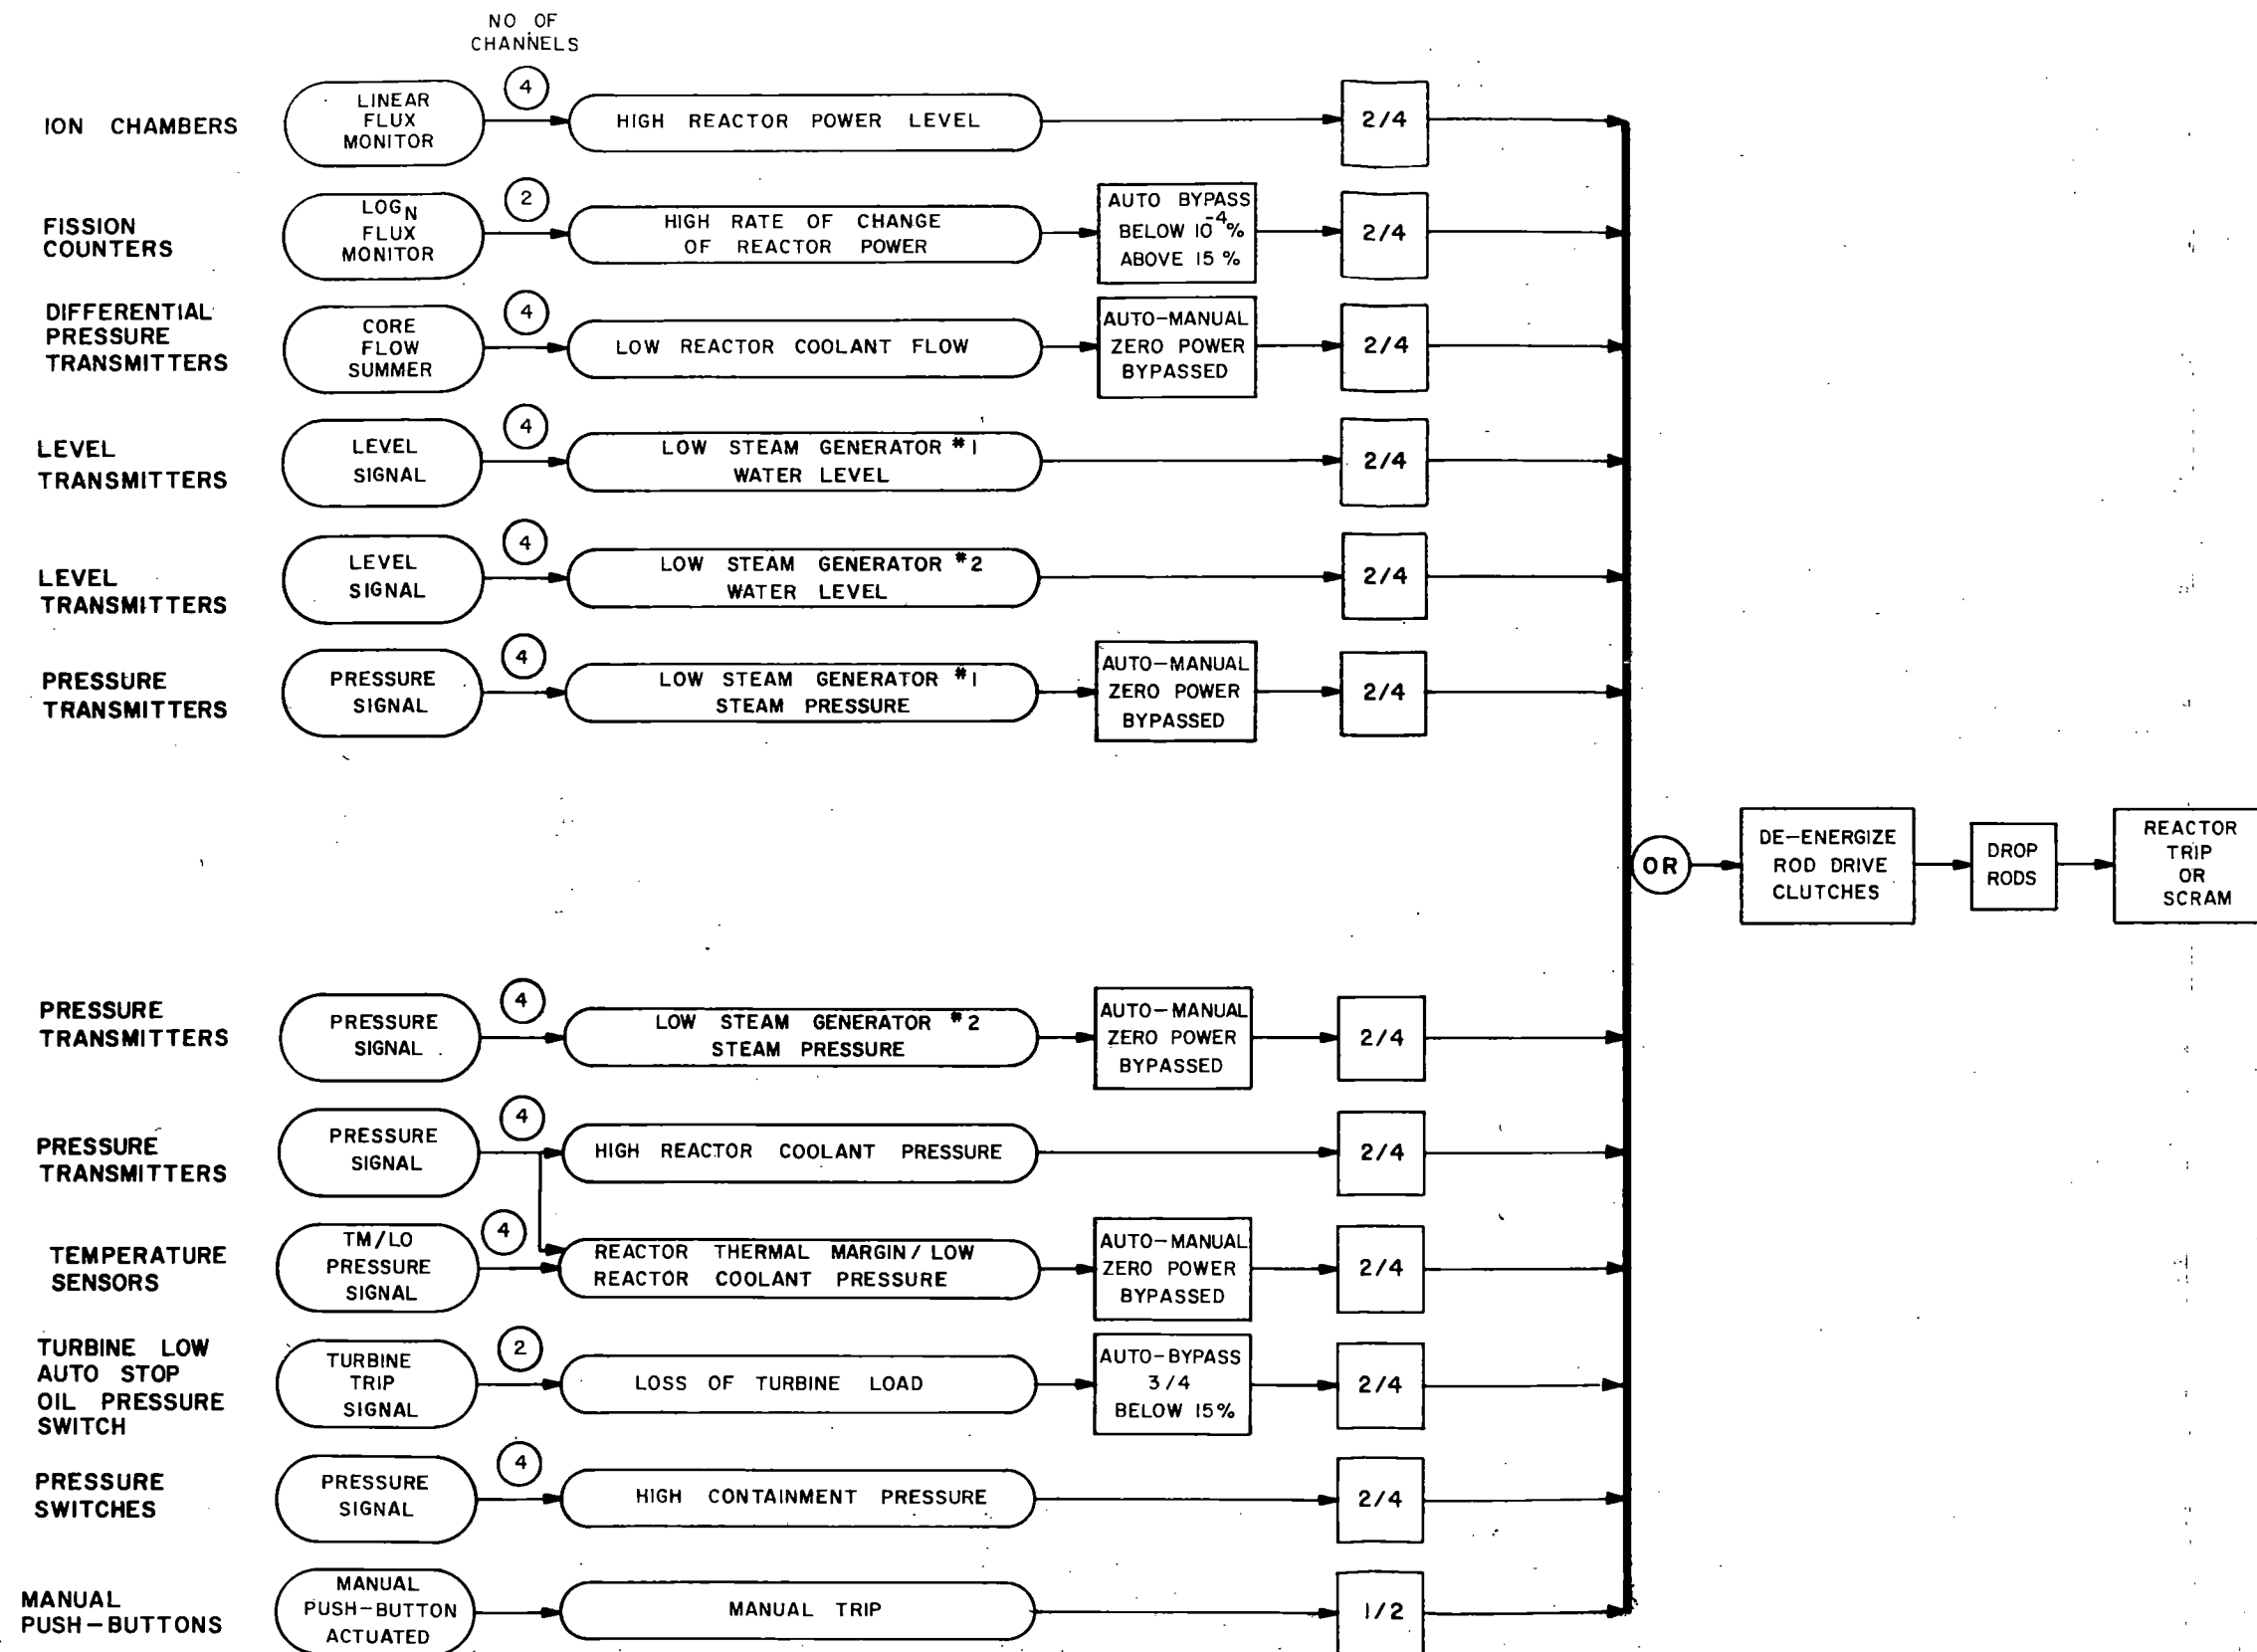 NO OF
CHANNELS
ION CHAMBERS
LINEAR
FLUX
MONITOR
4
HIGH REACTOR POWER LEVEL
2/4
FISSION
COUNTERS
LOG N
FLUX
MONITOR
2
HIGH RATE OF CHANGE
OF REACTOR POWER
AUTO BYPASS
BELOW 10⁻⁴%
ABOVE 15 %
2/4
DIFFERENTIAL
PRESSURE
TRANSMITTERS
CORE
FLOW
SUMMER
4
LOW REACTOR COOLANT FLOW
AUTO-MANUAL
ZERO POWER
BYPASSED
2/4
LEVEL
TRANSMITTERS
LEVEL
SIGNAL
4
LOW STEAM GENERATOR #1
WATER LEVEL
2/4
LEVEL
TRANSMITTERS
LEVEL
SIGNAL
4
LOW STEAM GENERATOR #2
WATER LEVEL
2/4
PRESSURE
TRANSMITTERS
PRESSURE
SIGNAL
4
LOW STEAM GENERATOR #1
STEAM PRESSURE
AUTO-MANUAL
ZERO POWER
BYPASSED
2/4
OR
DE-ENERGIZE
ROD DRIVE
CLUTCHES
DROP
RODS
REACTOR
TRIP
OR
SCRAM
PRESSURE
TRANSMITTERS
PRESSURE
SIGNAL
4
LOW STEAM GENERATOR #2
STEAM PRESSURE
AUTO-MANUAL
ZERO POWER
BYPASSED
2/4
PRESSURE
TRANSMITTERS
PRESSURE
SIGNAL
4
HIGH REACTOR COOLANT PRESSURE
2/4
TEMPERATURE
SENSORS
TM/LO
PRESSURE
SIGNAL
4
REACTOR THERMAL MARGIN/ LOW
REACTOR COOLANT PRESSURE
AUTO-MANUAL
ZERO POWER
BYPASSED
2/4
TURBINE LOW
AUTO STOP
OIL PRESSURE
SWITCH
TURBINE
TRIP
SIGNAL
2
LOSS OF TURBINE LOAD
AUTO-BYPASS
3/4
BELOW 15%
2/4
PRESSURE
SWITCHES
PRESSURE
SIGNAL
4
HIGH CONTAINMENT PRESSURE
2/4
MANUAL
PUSH-BUTTONS
MANUAL
PUSH-BUTTON
ACTUATED
MANUAL TRIP
1/2